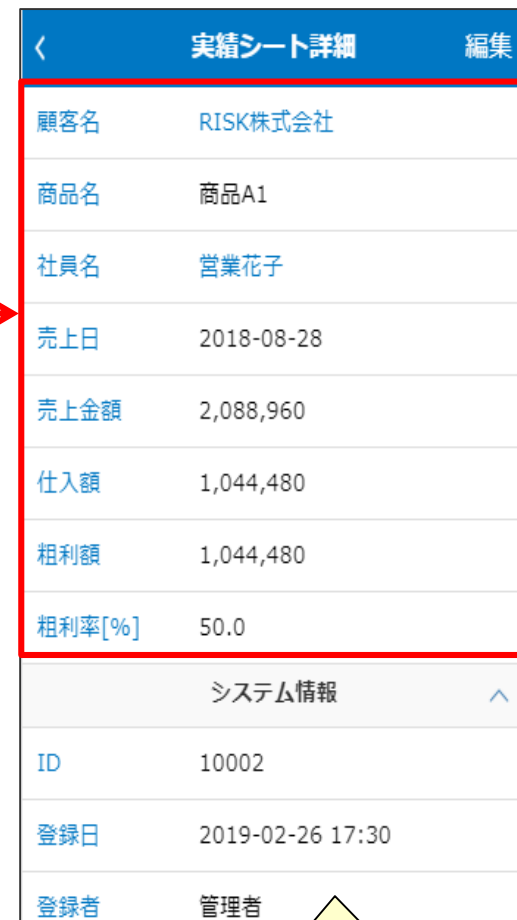 実績シート詳細 編集
顧客名 RISK株式会社
商品名 商品A1
社員名 営業花子
売上日 2018-08-28
売上金額 2,088,960
仕入額 1,044,480
粗利額 1,044,480
粗利率[%] 50.0
システム情報
ID 10002
登録日 2019-02-26 17:30
登録者 管理者